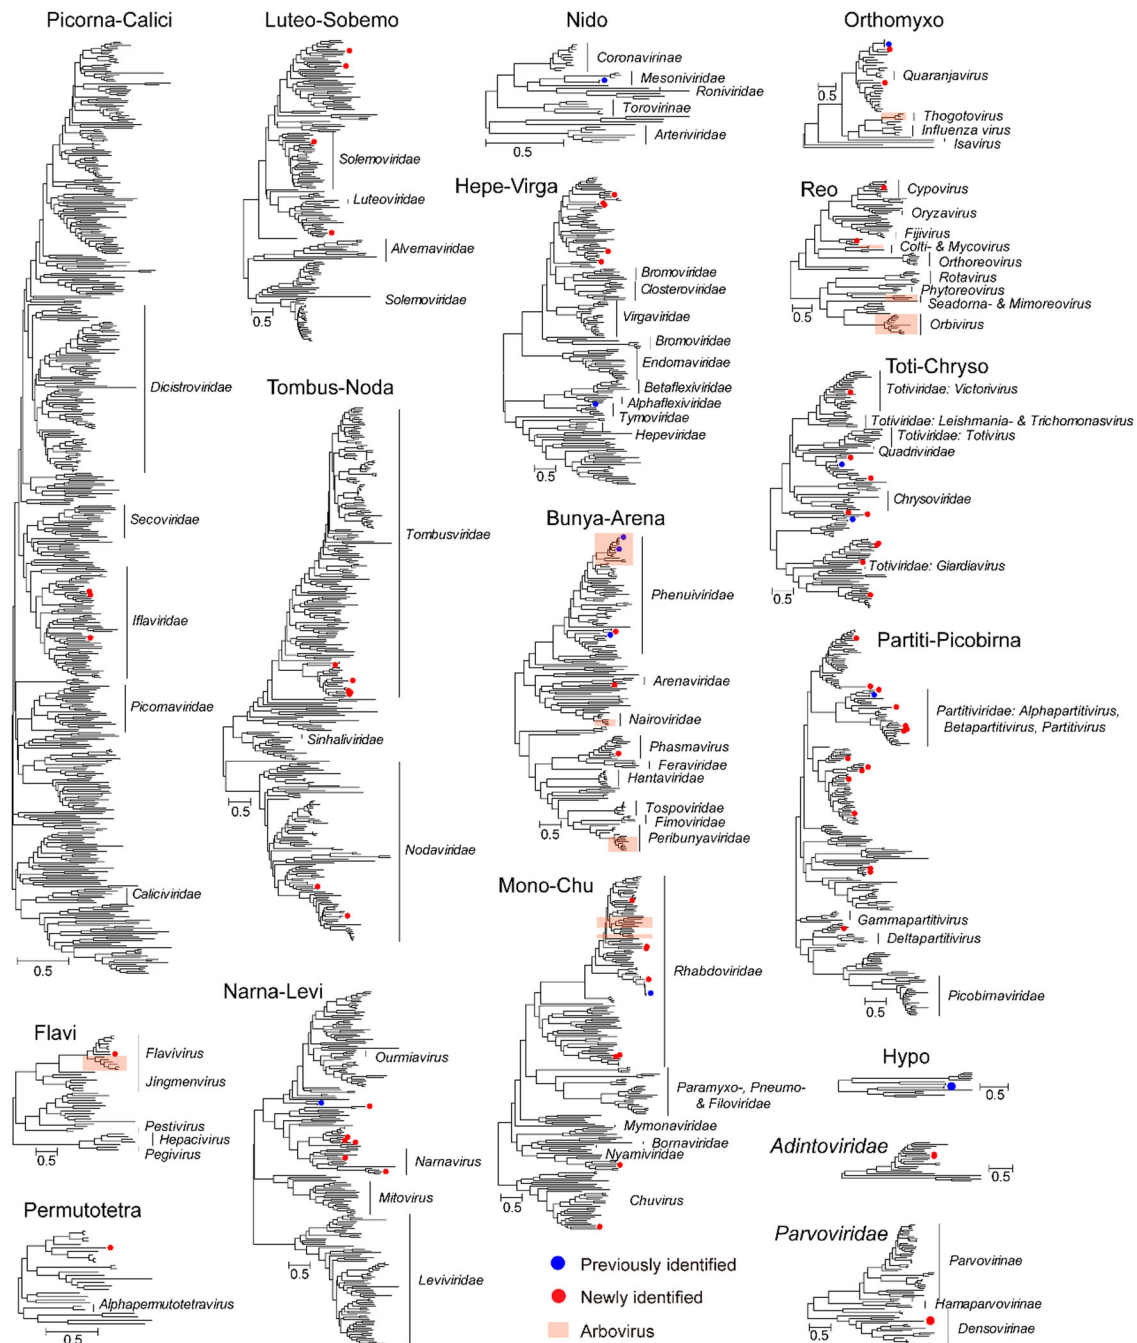 Picorna-Calici
Dicistroviridae
Secoviridae
Iflaviridae
Picornaviridae
Caliciviridae
0.5
Flavi
Flavivirus
Jingmenvirus
Pestivirus
Hepacivirus
Pegivirus
0.5
Permutotetra
Alphapermutotetravirus
0.5
Luteo-Sobemo
Solemoviridae
Luteoviridae
Alvernaviridae
Solemoviridae
0.5
Tombus-Noda
Tombusviridae
Sinhaliviridae
0.5
Nodaviridae
Narna-Levi
Ourmiavirus
Narnavirus
Mitovirus
0.5
Leviviridae
Nido
Coronavirinae
Mesoniviridae
Roniviridae
Torovirinae
Arteriviridae
0.5
Hepe-Virga
Bromoviridae
Closteroviridae
Virgaviridae
Bromoviridae
Endornaviridae
Betaflexiviridae
Alphaflexiviridae
Tymoviridae
Hepeviridae
0.5
Bunya-Arena
Phenuiviridae
Arenaviridae
Nairoviridae
Phasmavirus
Feraviridae
Hantaviridae
Tospoviridae
Fimoviridae
0.5
Peribunyaviridae
Mono-Chu
Rhabdoviridae
Paramyxo-, Pneumo-
& Filoviridae
Mymonaviridae
Bornaviridae
Nyamiviridae
Chuvirus
0.5
Previously identified
Newly identified
Arbovirus
Orthomyxo
Quaranjavirus
0.5
Thogotovirus
Influenza virus
Isavirus
Reo
Cypovirus
Oryzavirus
Fijivirus
Colti- & Mycovirus
Orthoreovirus
Rotavirus
Phytoreovirus
Seadorna- & Mimoreovirus
0.5
Orbivirus
Toti-Chryso
Totiviridae: Victorivirus
Totiviridae: Leishmania- & Trichomonasvirus
Totiviridae: Totivirus
Quadriviridae
Chrysoviridae
Totiviridae: Giardiavirus
0.5
Partiti-Picobirna
Partitiviridae: Alphapartitivirus,
Betapartitivirus, Partitivirus
Gammapartitivirus
Deltapartitivirus
Picobirnaviridae
0.5
Hypo
0.5
Adintoviridae
0.5
Parvoviridae
Parvovirinae
Hamaparvovirinae
Densovirinae
0.5